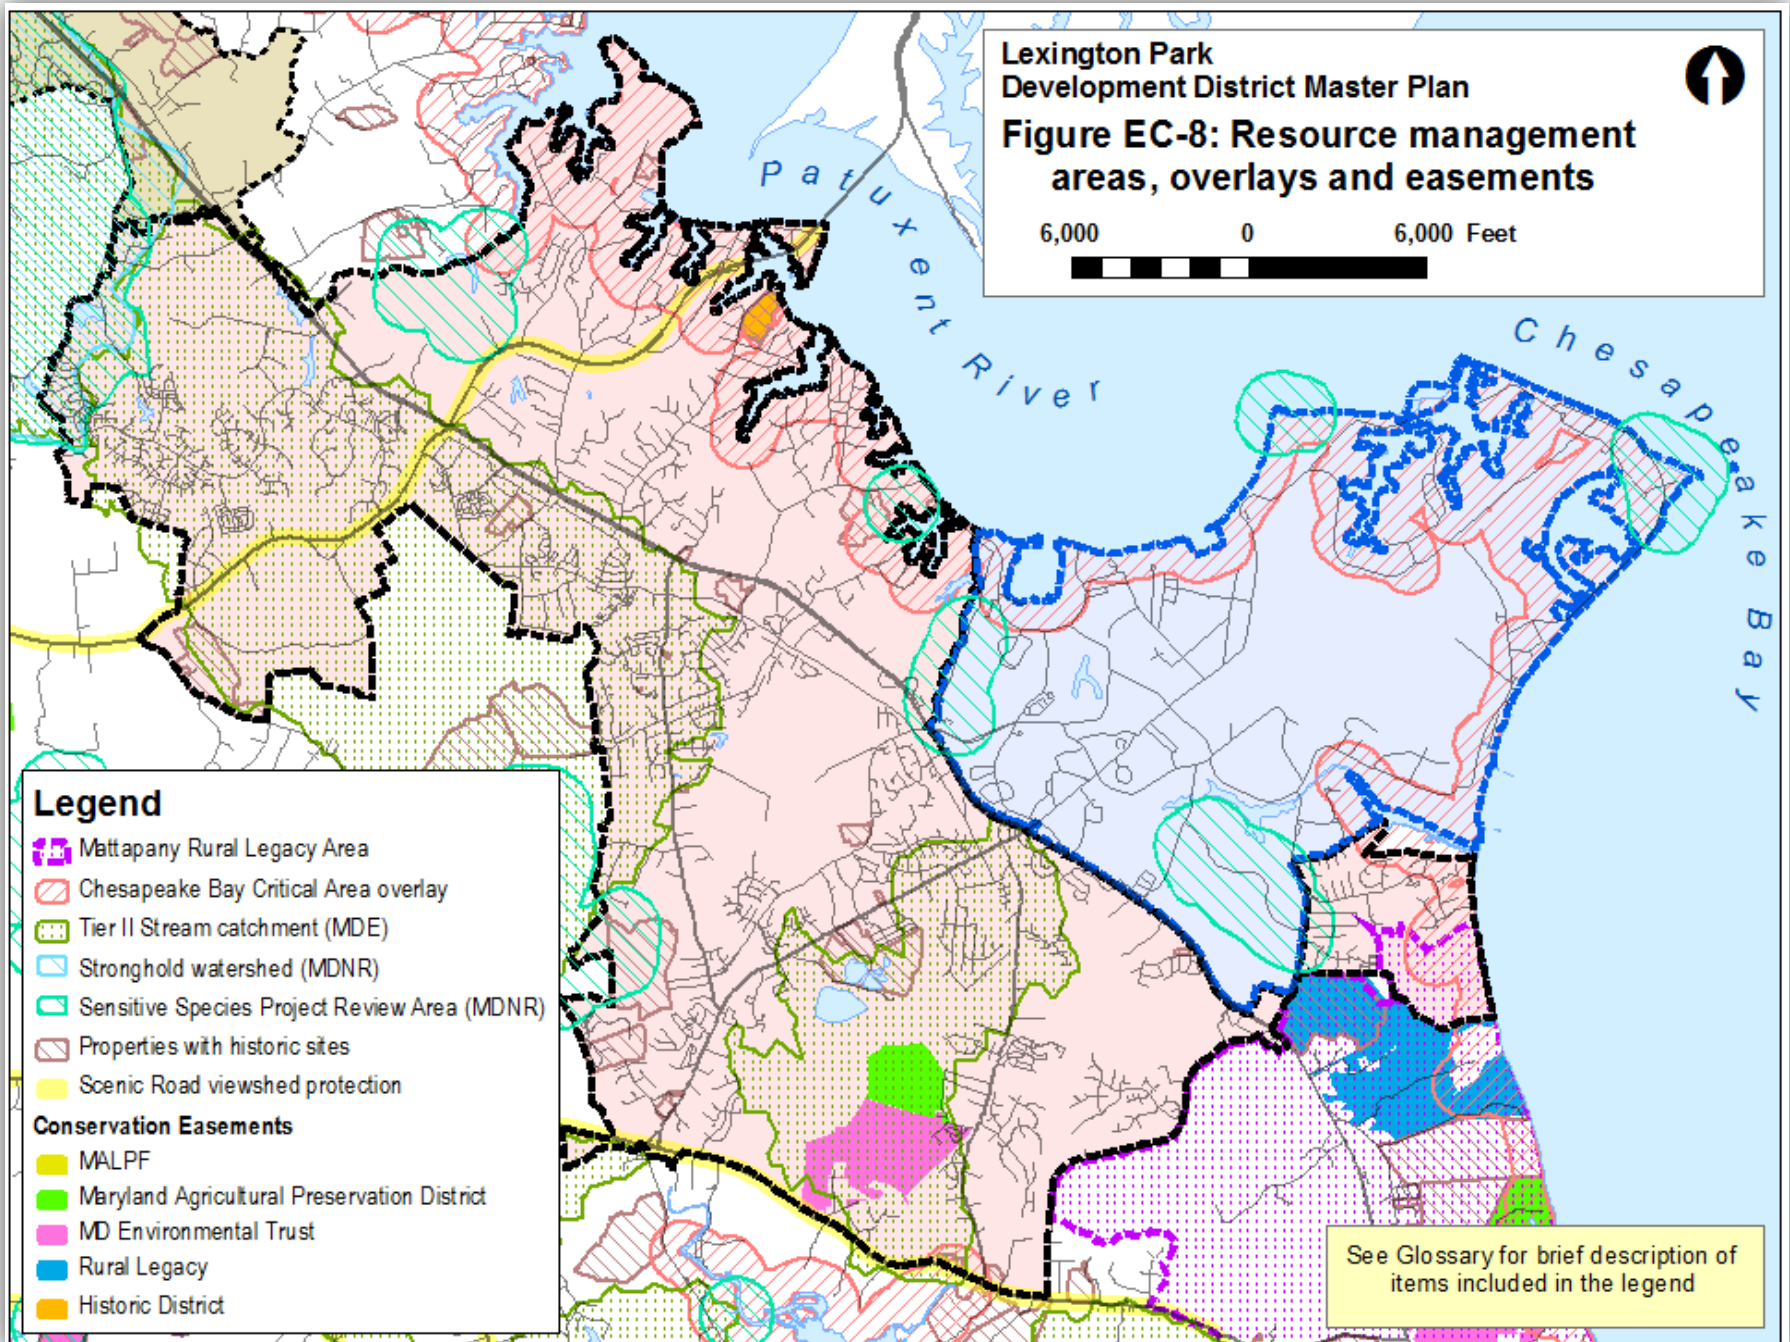 Lexington Park
Development District Master Plan
Figure EC-8: Resource management
areas, overlays and easements
6,000 0 6,000 Feet
Patuxent River
Chesapeake Bay
Legend
Mattapany Rural Legacy Area
Chesapeake Bay Critical Area overlay
Tier II Stream catchment (MDE)
Stronghold watershed (MDNR)
Sensitive Species Project Review Area (MDNR)
Properties with historic sites
Scenic Road viewshed protection
Conservation Easements
MALPF
Maryland Agricultural Preservation District
MD Environmental Trust
Rural Legacy
Historic District
See Glossary for brief description of
items included in the legend